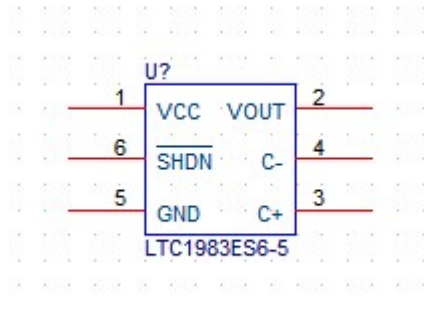 U?
1 VCC VOUT 2
6 SHDN C- 4
5 GND C+ 3
LTC1983ES6-5